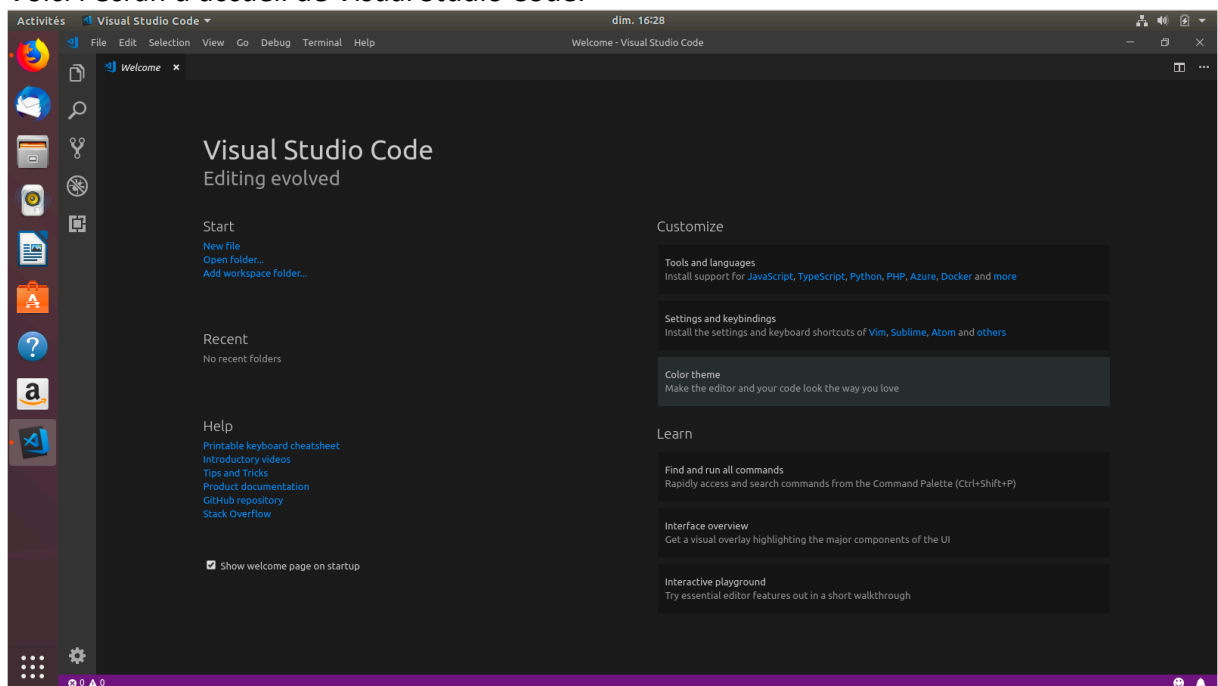 Voici l'écran d'accueil de Visual Studio Code:
Activités Visual Studio Code dim. 16:28
File Edit Selection View Go Debug Terminal Help Welcome - Visual Studio Code
Welcome
Visual Studio Code
Editing evolved
Start
New file
Open folder...
Add workspace folder...
Recent
No recent folders
Help
Printable keyboard cheatsheet
Introductory videos
Tips and Tricks
Product documentation
GitHub repository
Stack Overflow
Show welcome page on startup
Customize
Tools and languages
Install support for JavaScript, TypeScript, Python, PHP, Azure, Docker and more
Settings and keybindings
Install the settings and keyboard shortcuts of Vim, Sublime, Atom and others
Color theme
Make the editor and your code look the way you love
Learn
Find and run all commands
Rapidly access and search commands from the Command Palette (Ctrl+Shift+P)
Interface overview
Get a visual overlay highlighting the major components of the UI
Interactive playground
Try essential editor features out in a short walkthrough
0 0